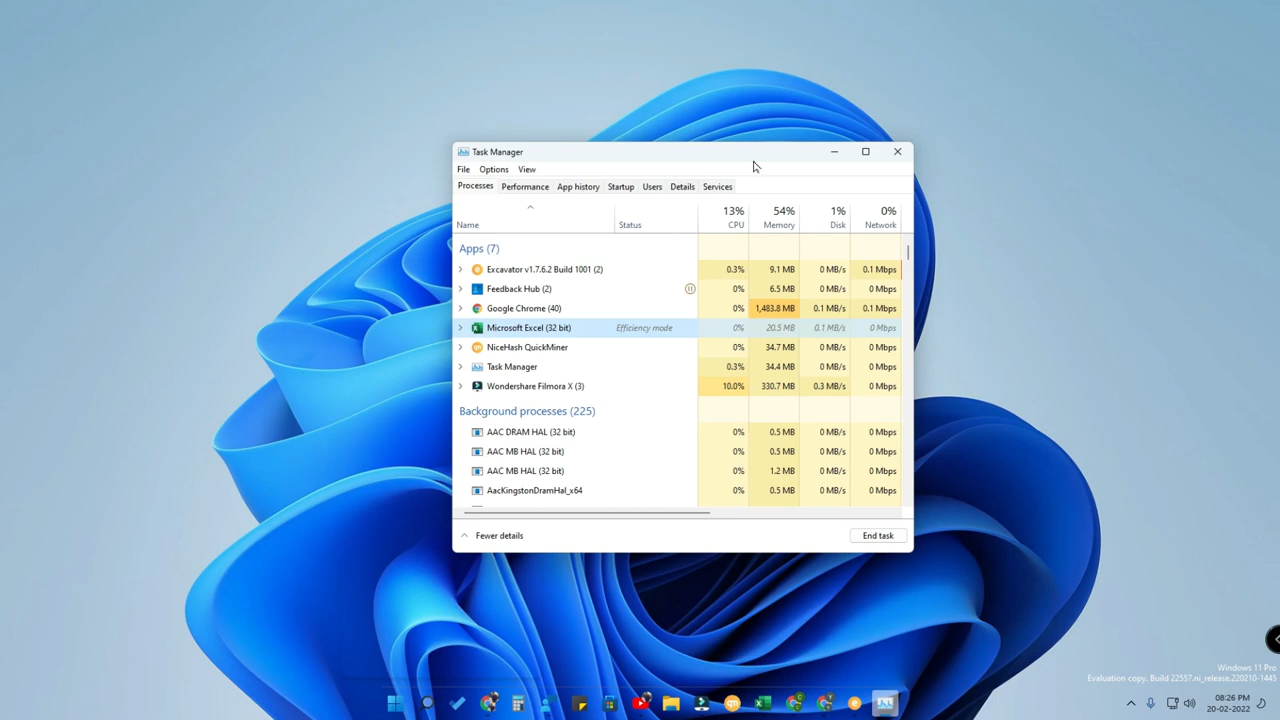 Task Manager
File Options View
Processes Performance App history Startup Users Details Services
13% 54% 1% 0%
Name Status CPU Memory Disk Network
Apps (7)
Excavator v1.7.6.2 Build 1001 (2) 0.3% 9.1 MB 0 MB/s 0.1 Mbps
Feedback Hub (2) 0% 6.5 MB 0 MB/s 0 Mbps
Google Chrome (40) 0% 1,483.8 MB 0.1 MB/s 0.1 Mbps
Microsoft Excel (32 bit) Efficiency mode 0% 20.5 MB 0.1 MB/s 0 Mbps
NiceHash QuickMiner 0% 34.7 MB 0 MB/s 0 Mbps
Task Manager 0.3% 34.4 MB 0 MB/s 0 Mbps
Wondershare Filmora X (3) 10.0% 330.7 MB 0.3 MB/s 0 Mbps
Background processes (225)
AAC DRAM HAL (32 bit) 0% 0.5 MB 0 MB/s 0 Mbps
AAC MB HAL (32 bit) 0% 0.5 MB 0 MB/s 0 Mbps
AAC MB HAL (32 bit) 0% 1.2 MB 0 MB/s 0 Mbps
AacKingstonDramHal_x64 0% 0.5 MB 0 MB/s 0 Mbps
Fewer details End task
Windows 11 Pro
Evaluation copy. Build 22557.ni_release.220210-1445
08:26 PM
20-02-2022